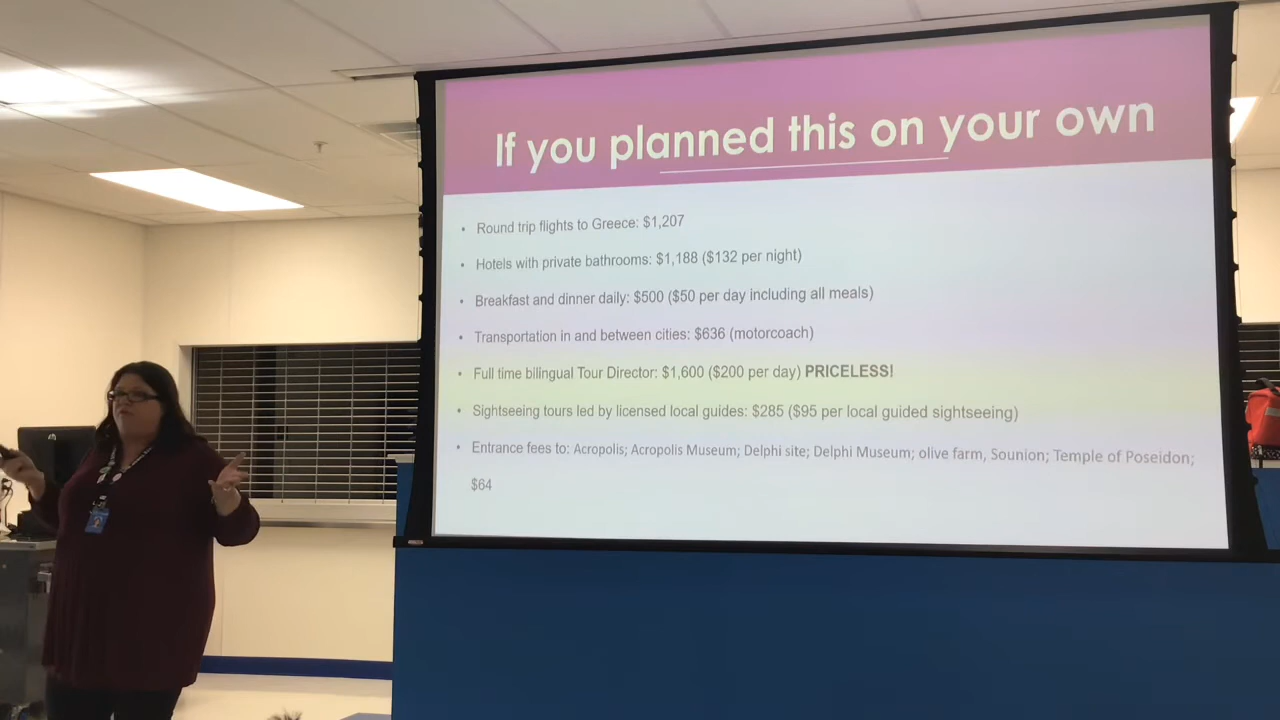 If you planned this on your own
• Round trip flights to Greece: $1,207
• Hotels with private bathrooms: $1,188 ($132 per night)
• Breakfast and dinner daily: $500 ($50 per day including all meals)
• Transportation in and between cities: $636 (motorcoach)
• Full time bilingual Tour Director: $1,600 ($200 per day) PRICELESS!
• Sightseeing tours led by licensed local guides: $285 ($95 per local guided sightseeing)
• Entrance fees to: Acropolis; Acropolis Museum; Delphi site; Delphi Museum; olive farm, Sounion; Temple of Poseidon;
$64